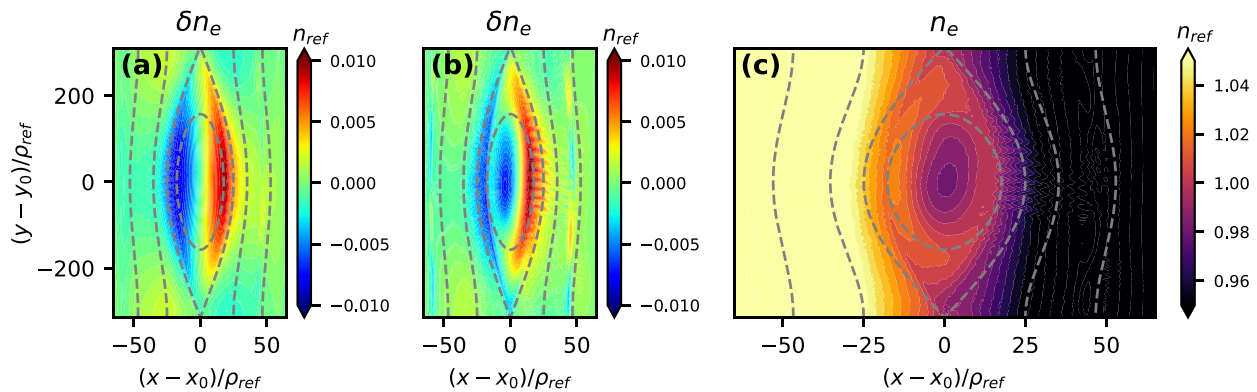 δn_e n_ref δn_e n_ref n_e n_ref
(a) (b) (c)
0.010 0.010 1.04
200 0.005 0.005 1.02
0 0.000 0.000 1.00
−0.005 −0.005 0.98
−200 −0.010 −0.010 0.96
(y − y_0)/ρ_ref
−50 0 50 −50 0 50 −50 −25 0 25 50
(x − x_0)/ρ_ref (x − x_0)/ρ_ref (x − x_0)/ρ_ref